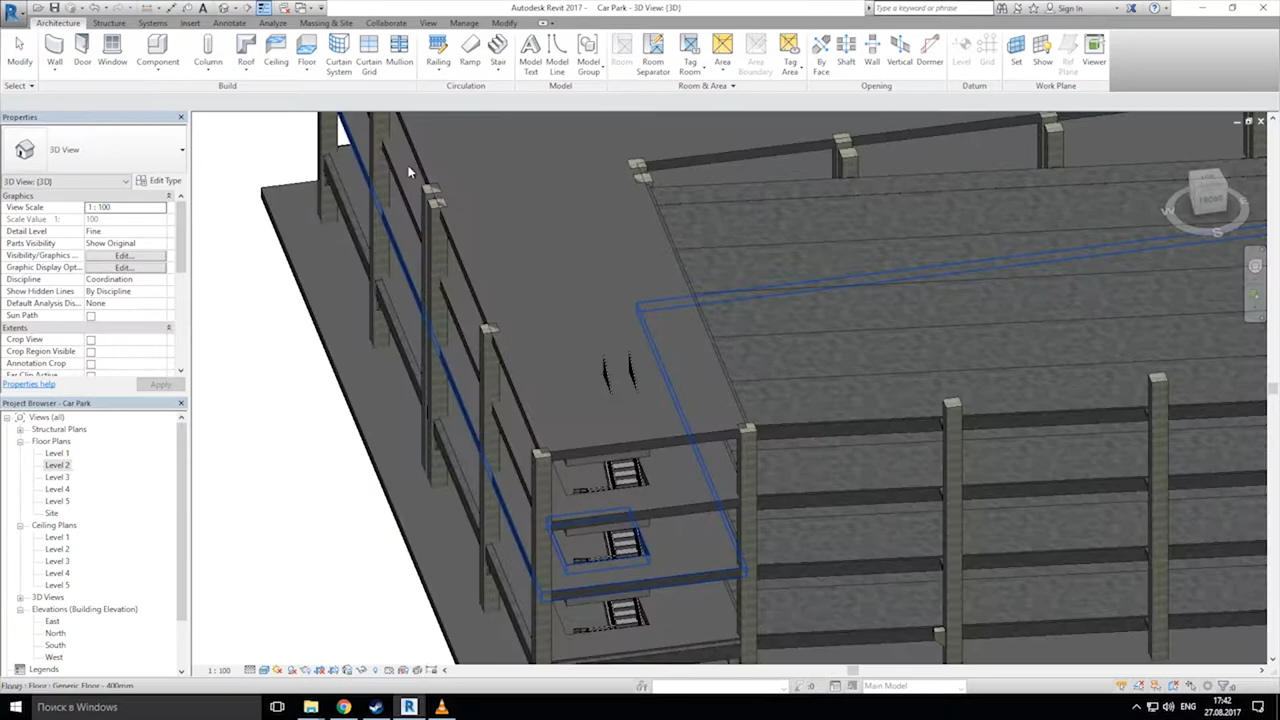 Autodesk Revit 2017 -    Car Park - 3D View: {3D}
Type a keyword or phrase
Sign In
Architecture Structure Systems Insert Annotate Analyze Massing & Site Collaborate View Manage Modify
Modify Wall Door Window Component Column Roof Ceiling Floor Curtain System Curtain Grid Mullion Railing Ramp Stair Model Text Model Line Model Group Room Room Separator Tag Room Area Area Boundary Tag Area By Face Shaft Wall Vertical Dormer Level Grid Set Show Ref Plane Viewer
Select Build Circulation Model Room & Area Opening Datum Work Plane
Properties
3D View
3D View: {3D} Edit Type
Graphics
View Scale 1 : 100
Scale Value 1: 100
Detail Level Fine
Parts Visibility Show Original
Visibility/Graphics ... Edit...
Graphic Display Opt... Edit...
Discipline Coordination
Show Hidden Lines By Discipline
Default Analysis Dis... None
Sun Path
Extents
Crop View
Crop Region Visible
Annotation Crop
Far Clip Active
Properties help Apply
Project Browser - Car Park
Views (all)
Structural Plans
Floor Plans
Level 1
Level 2
Level 3
Level 4
Level 5
Site
Ceiling Plans
Level 1
Level 2
Level 3
Level 4
Level 5
3D Views
Elevations (Building Elevation)
East
North
South
West
Legends
FRONT
W
S
1 : 100
Floors : Floor : Generic Floor - 400mm
:0
Main Model
:0
Поиск в Windows
ENG
17:42
27.08.2017